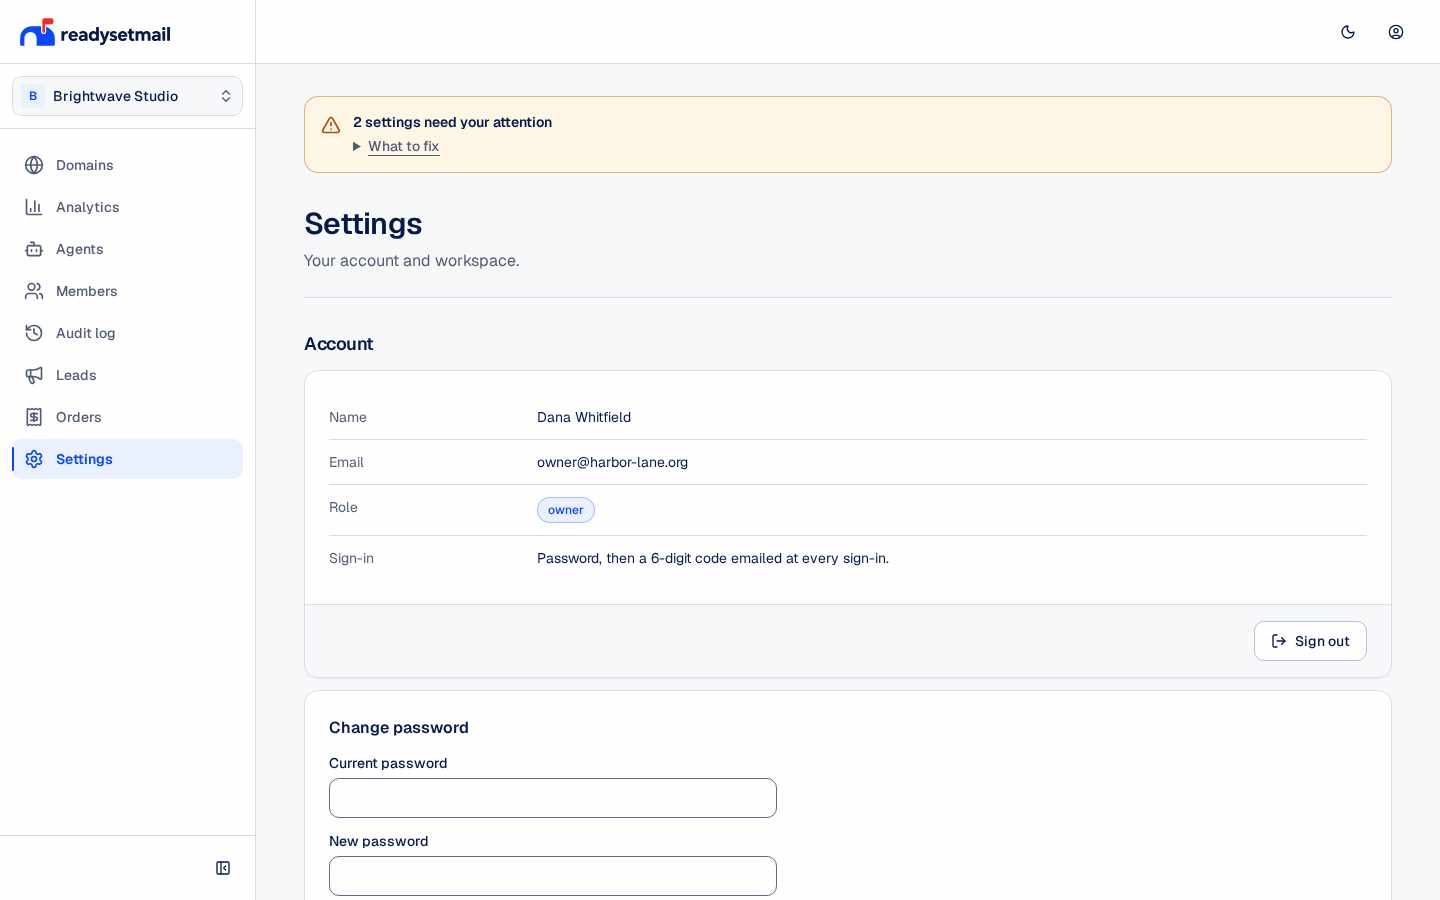 readysetmail
B Brightwave Studio
Domains
Analytics
Agents
Members
Audit log
Leads
Orders
Settings
2 settings need your attention
What to fix
Settings
Your account and workspace.
Account
Name Dana Whitfield
Email owner@harbor-lane.org
Role owner
Sign-in Password, then a 6-digit code emailed at every sign-in.
Sign out
Change password
Current password
New password